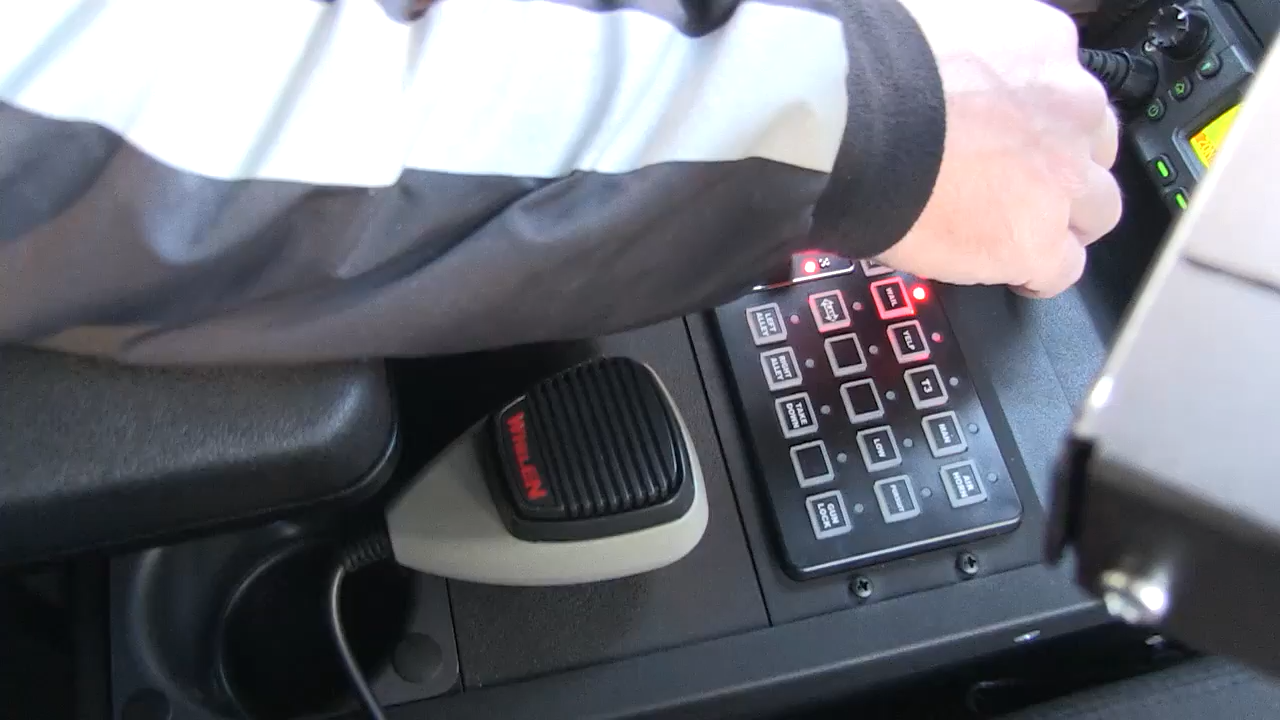 WHELEN
LEFT
ALLEY
RIGHT
ALLEY
TAKE
DOWN
GUN
LOCK
LOW
WAIL
YELP
T3
MAN
AIR
HORN